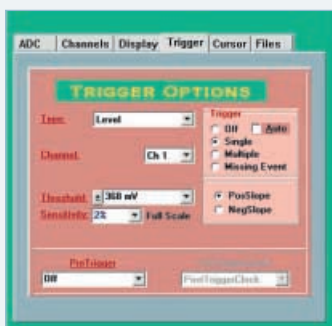 ADC Channels Display Trigger Cursor Files
TRIGGER OPTIONS
Type: Level
Trigger
Off Auto
Single
Multiple
Missing Event
Channel: Ch 1
Threshold: ± 368 mV
Sensitivity: 2% Full Scale
PosSlope
NegSlope
PreTrigger
Off
PostTriggerClock